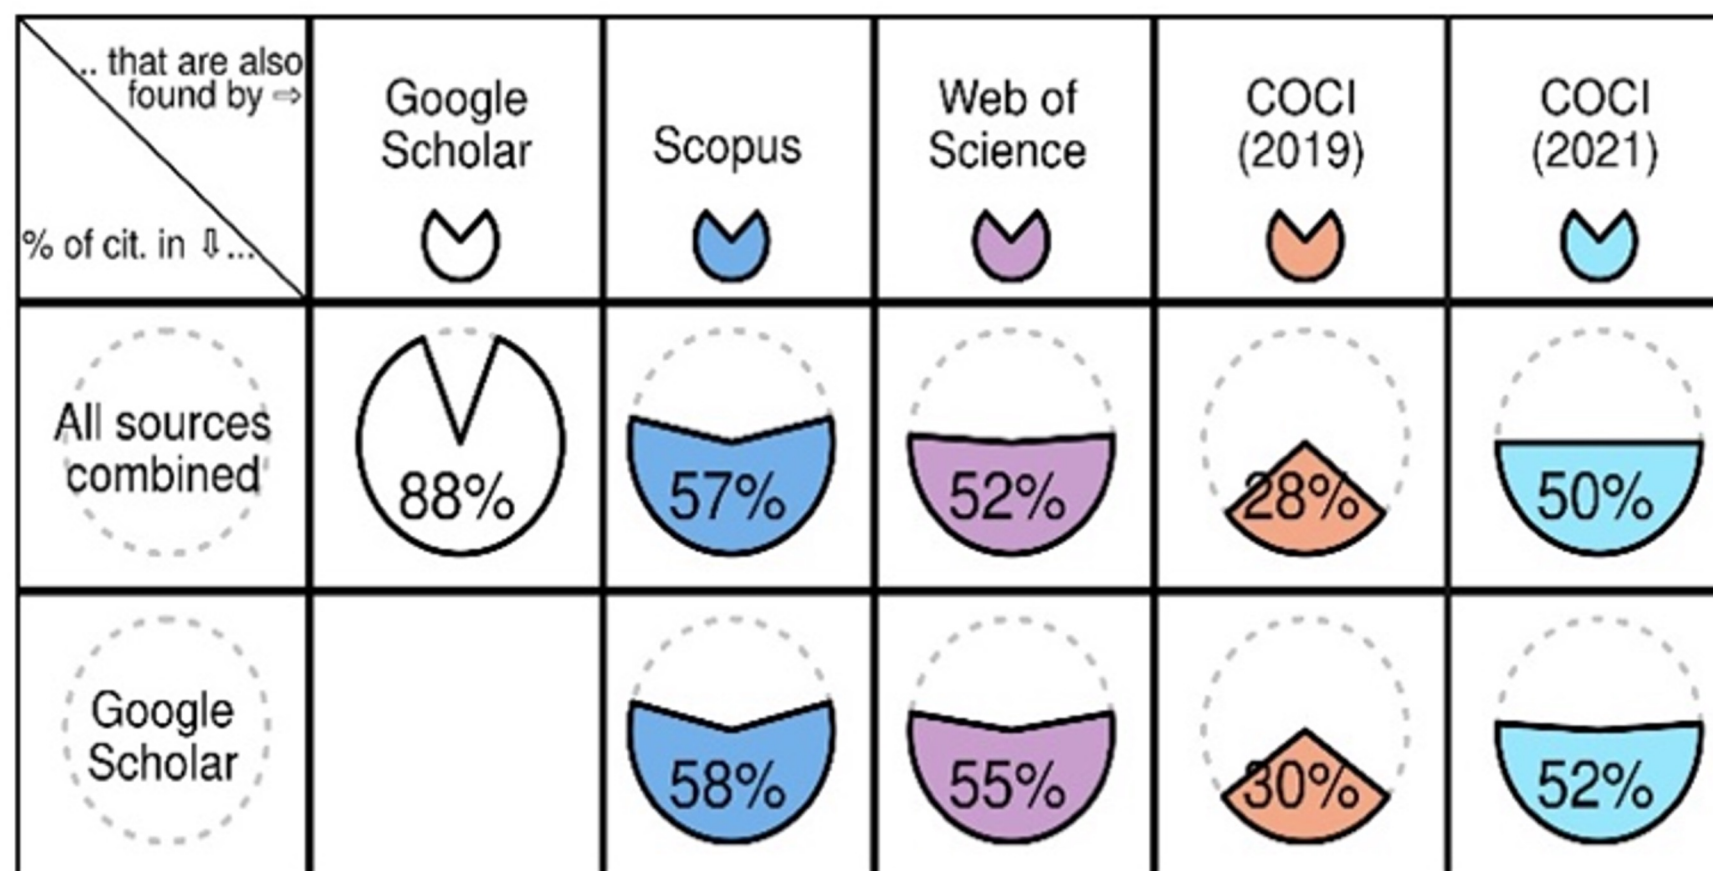 .. that are also
found by ⇨
% of cit. in ⇩...
Google
Scholar
Scopus
Web of
Science
COCI
(2019)
COCI
(2021)
All sources
combined
88%
57%
52%
28%
50%
Google
Scholar
58%
55%
30%
52%